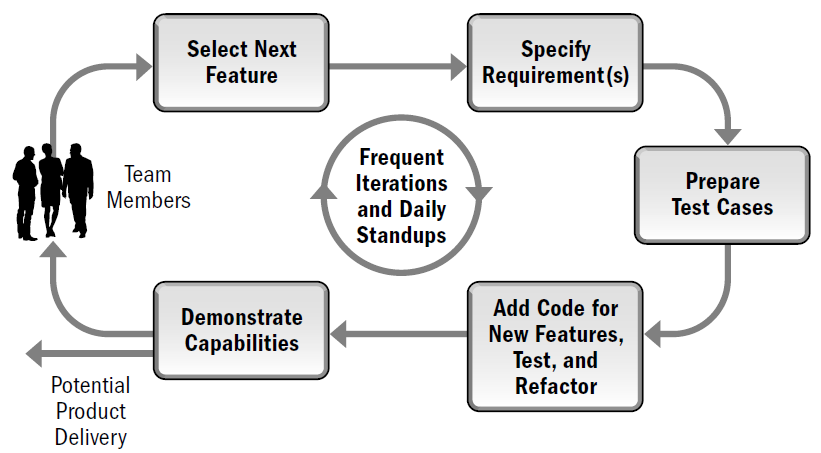 Select Next
Feature
Specify
Requirement(s)
Team
Members
Frequent
Iterations
and Daily
Standups
Prepare
Test Cases
Demonstrate
Capabilities
Add Code for
New Features,
Test, and
Refactor
Potential
Product
Delivery